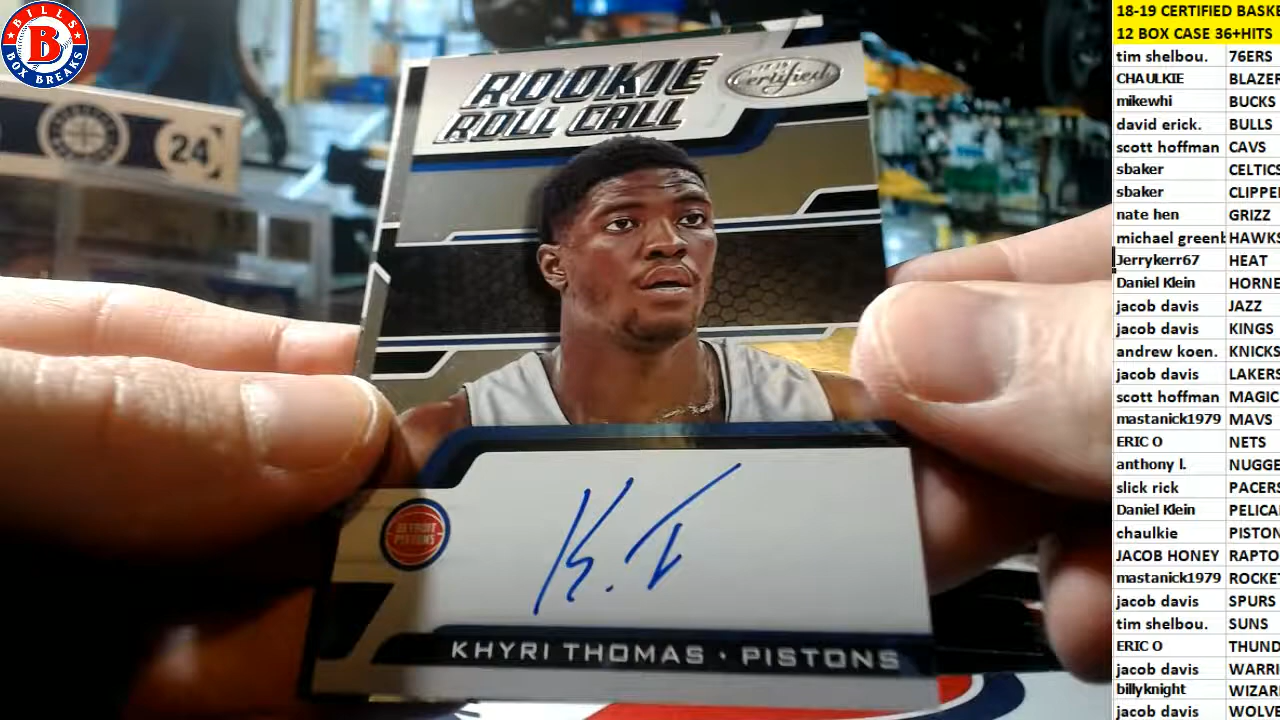 BILLS
B
BOX BREAKS
24
ROOKIE
ROLL CALL
2018
Certified
DETROIT
PISTONS
K. T
KHYRI THOMAS · PISTONS
18-19 CERTIFIED BASKE
12 BOX CASE 36+HITS
tim shelbou. 76ERS
CHAULKIE BLAZER
mikewhi BUCKS
david erick. BULLS
scott hoffman CAVS
sbaker CELTICS
sbaker CLIPPE
nate hen GRIZZ
michael greenb HAWKS
Jerrykerr67 HEAT
Daniel Klein HORNE
jacob davis JAZZ
jacob davis KINGS
andrew koen. KNICKS
jacob davis LAKERS
scott hoffman MAGIC
mastanick1979 MAVS
ERIC O NETS
anthony l. NUGGE
slick rick PACERS
Daniel Klein PELICA
chaulkie PISTON
JACOB HONEY RAPTO
mastanick1979 ROCKE
jacob davis SPURS
tim shelbou. SUNS
ERIC O THUND
jacob davis WARRI
billyknight WIZAR
jacob davis WOLVE